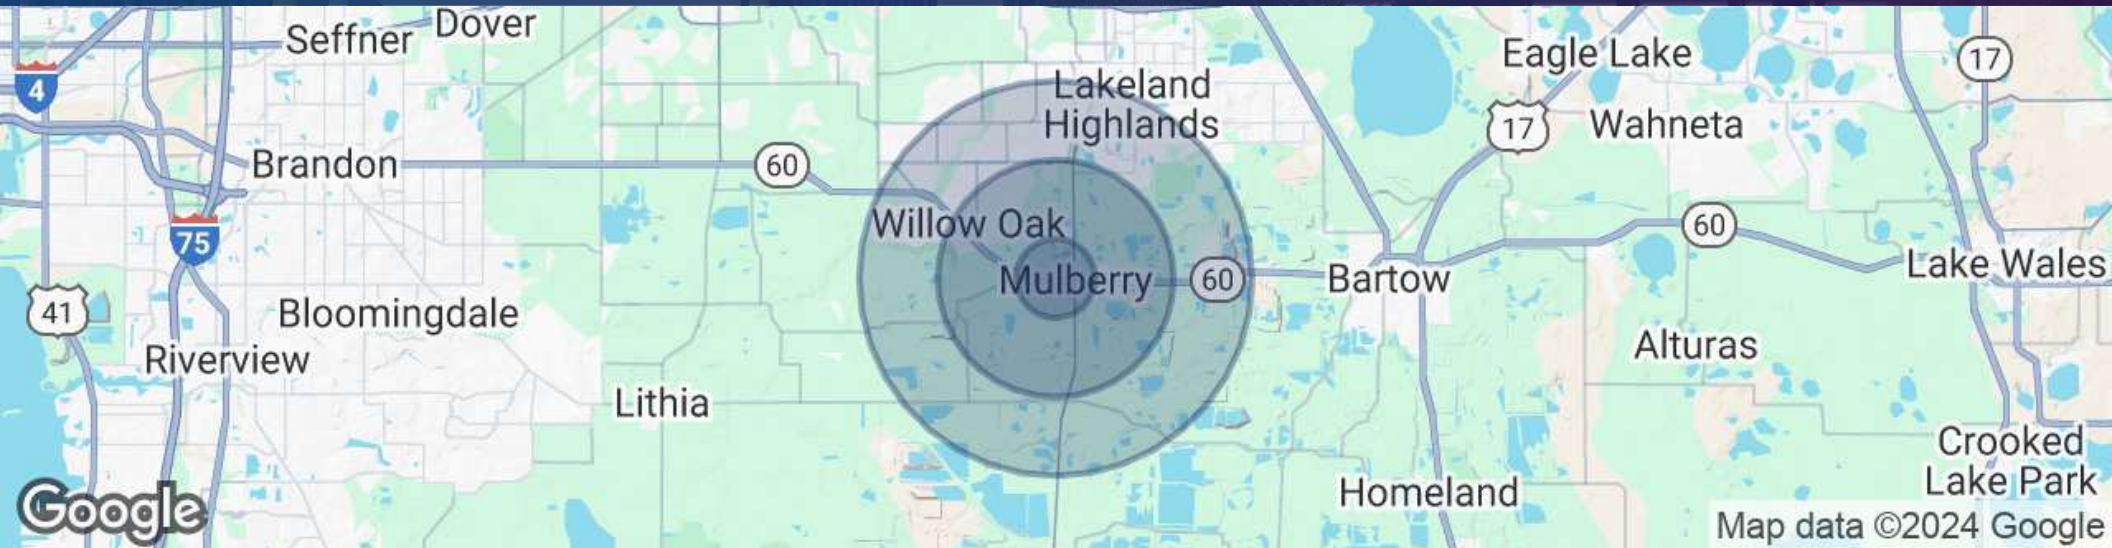 Seffner
Dover
4
Lakeland
Highlands
Eagle Lake
17
17
Wahneta
Brandon
60
Willow Oak
60
75
Mulberry
60
Bartow
Lake Wales
41
Bloomingdale
Riverview
Alturas
Lithia
Crooked
Lake Park
Homeland
Google
Map data ©2024 Google